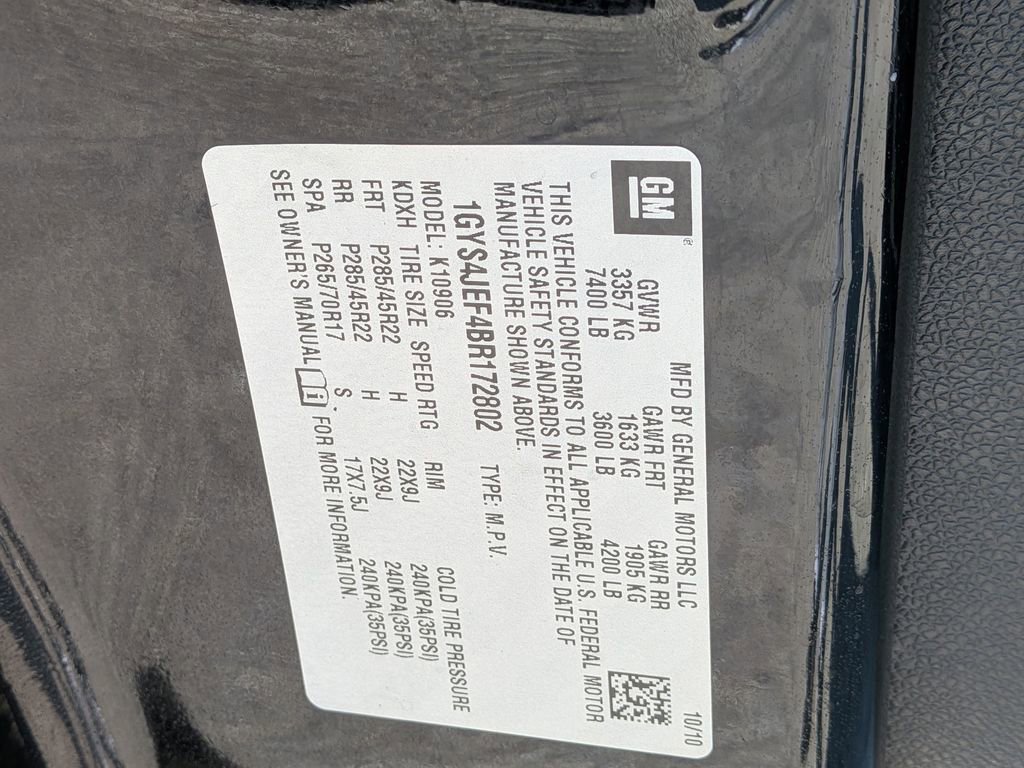 GM ® MFD BY GENERAL MOTORS LLC 10/10
GVWR GAWR FRT GAWR RR
3357 KG 1633 KG 1905 KG
7400 LB 3600 LB 4200 LB
THIS VEHICLE CONFORMS TO ALL APPLICABLE U.S. FEDERAL MOTOR
VEHICLE SAFETY STANDARDS IN EFFECT ON THE DATE OF
MANUFACTURE SHOWN ABOVE.
1GYS4JEF4BR172802 TYPE: M.P.V.
MODEL: K10906
KDXH TIRE SIZE SPEED RTG RIM COLD TIRE PRESSURE
FRT P285/45R22 H 22X9J 240KPA(35PSI)
RR P285/45R22 H 22X9J 240KPA(35PSI)
SPA P265/70R17 S 17X7.5J 240KPA(35PSI)
SEE OWNER'S MANUAL FOR MORE INFORMATION.